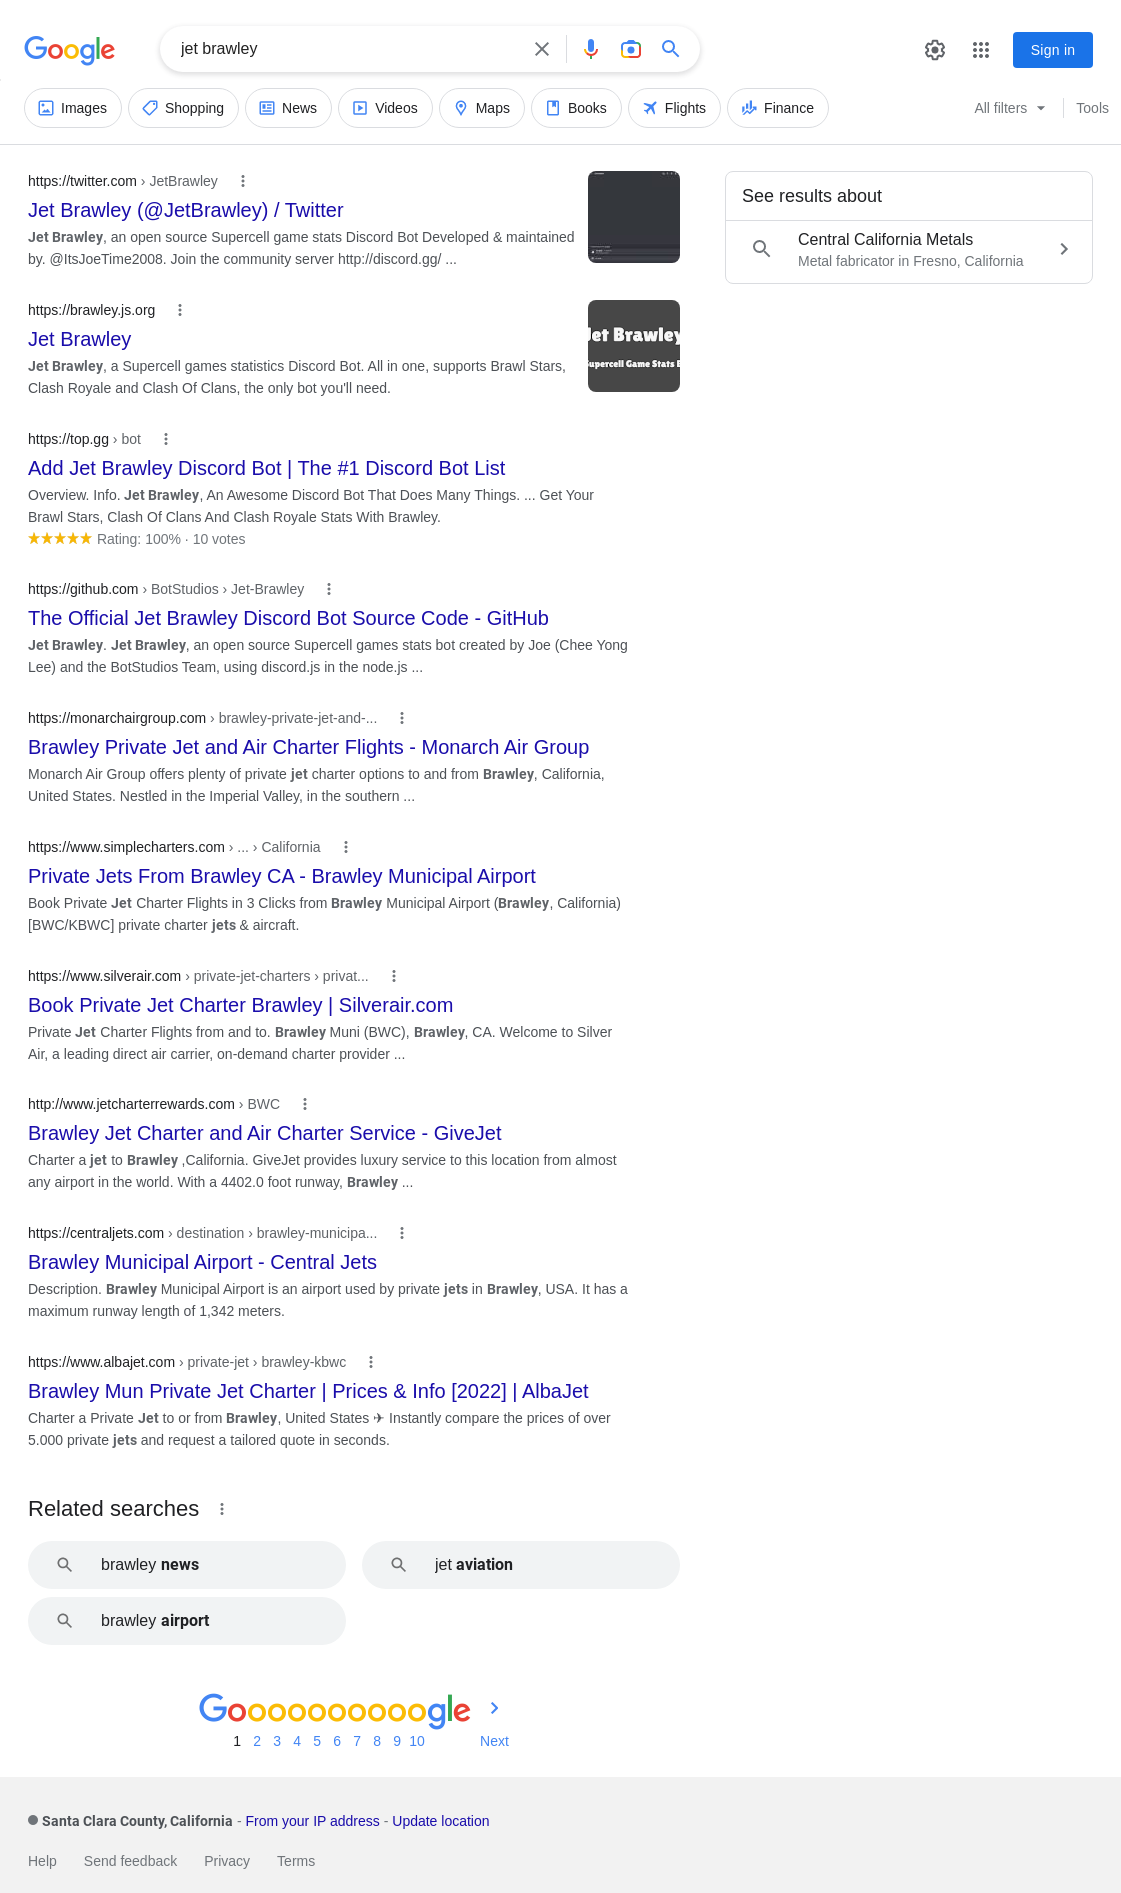 Google
jet brawley
Sign in
Images
Shopping
News
Videos
Maps
Books
Flights
Finance
All filters
Tools
https://twitter.com › JetBrawley
Jet Brawley (@JetBrawley) / Twitter
Jet Brawley, an open source Supercell game stats Discord Bot Developed & maintained
by. @ItsJoeTime2008. Join the community server http://discord.gg/ ...
See results about
Central California Metals
Metal fabricator in Fresno, California
https://brawley.js.org
Jet Brawley
Jet Brawley, a Supercell games statistics Discord Bot. All in one, supports Brawl Stars,
Clash Royale and Clash Of Clans, the only bot you'll need.
Jet Brawley
Supercell Game Stats B
https://top.gg › bot
Add Jet Brawley Discord Bot | The #1 Discord Bot List
Overview. Info. Jet Brawley, An Awesome Discord Bot That Does Many Things. ... Get Your
Brawl Stars, Clash Of Clans And Clash Royale Stats With Brawley.
Rating: 100% · 10 votes
https://github.com › BotStudios › Jet-Brawley
The Official Jet Brawley Discord Bot Source Code - GitHub
Jet Brawley. Jet Brawley, an open source Supercell games stats bot created by Joe (Chee Yong
Lee) and the BotStudios Team, using discord.js in the node.js ...
https://monarchairgroup.com › brawley-private-jet-and-...
Brawley Private Jet and Air Charter Flights - Monarch Air Group
Monarch Air Group offers plenty of private jet charter options to and from Brawley, California,
United States. Nestled in the Imperial Valley, in the southern ...
https://www.simplecharters.com › ... › California
Private Jets From Brawley CA - Brawley Municipal Airport
Book Private Jet Charter Flights in 3 Clicks from Brawley Municipal Airport (Brawley, California)
[BWC/KBWC] private charter jets & aircraft.
https://www.silverair.com › private-jet-charters › privat...
Book Private Jet Charter Brawley | Silverair.com
Private Jet Charter Flights from and to. Brawley Muni (BWC), Brawley, CA. Welcome to Silver
Air, a leading direct air carrier, on-demand charter provider ...
http://www.jetcharterrewards.com › BWC
Brawley Jet Charter and Air Charter Service - GiveJet
Charter a jet to Brawley ,California. GiveJet provides luxury service to this location from almost
any airport in the world. With a 4402.0 foot runway, Brawley ...
https://centraljets.com › destination › brawley-municipa...
Brawley Municipal Airport - Central Jets
Description. Brawley Municipal Airport is an airport used by private jets in Brawley, USA. It has a
maximum runway length of 1,342 meters.
https://www.albajet.com › private-jet › brawley-kbwc
Brawley Mun Private Jet Charter | Prices & Info [2022] | AlbaJet
Charter a Private Jet to or from Brawley, United States ✈ Instantly compare the prices of over
5.000 private jets and request a tailored quote in seconds.
Related searches
brawley news
jet aviation
brawley airport
Goooooooooogle
1 2 3 4 5 6 7 8 9 10 Next
Santa Clara County, California - From your IP address - Update location
Help Send feedback Privacy Terms